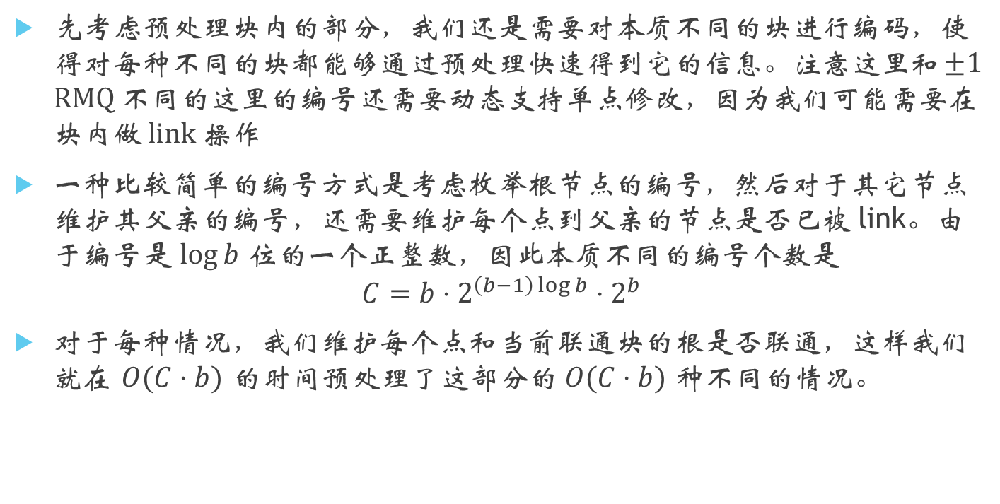 先考虑预处理块内的部分，我们还是需要对本质不同的块进行编码，使
得对每种不同的块都能够通过预处理快速得到它的信息。注意这里和 ±1
RMQ 不同的这里的编号还需要动态支持单点修改，因为我们可能需要在
块内做 link 操作
一种比较简单的编号方式是考虑枚举根节点的编号，然后对于其它节点
维护其父亲的编号，还需要维护每个点到父亲的节点是否已被 link。由
于编号是 log b 位的一个正整数，因此本质不同的编号个数是
C = b · 2^{(b−1) log b} · 2^b
对于每种情况，我们维护每个点和当前联通块的根是否联通，这样我们
就在 O(C · b) 的时间预处理了这部分的 O(C · b) 种不同的情况。